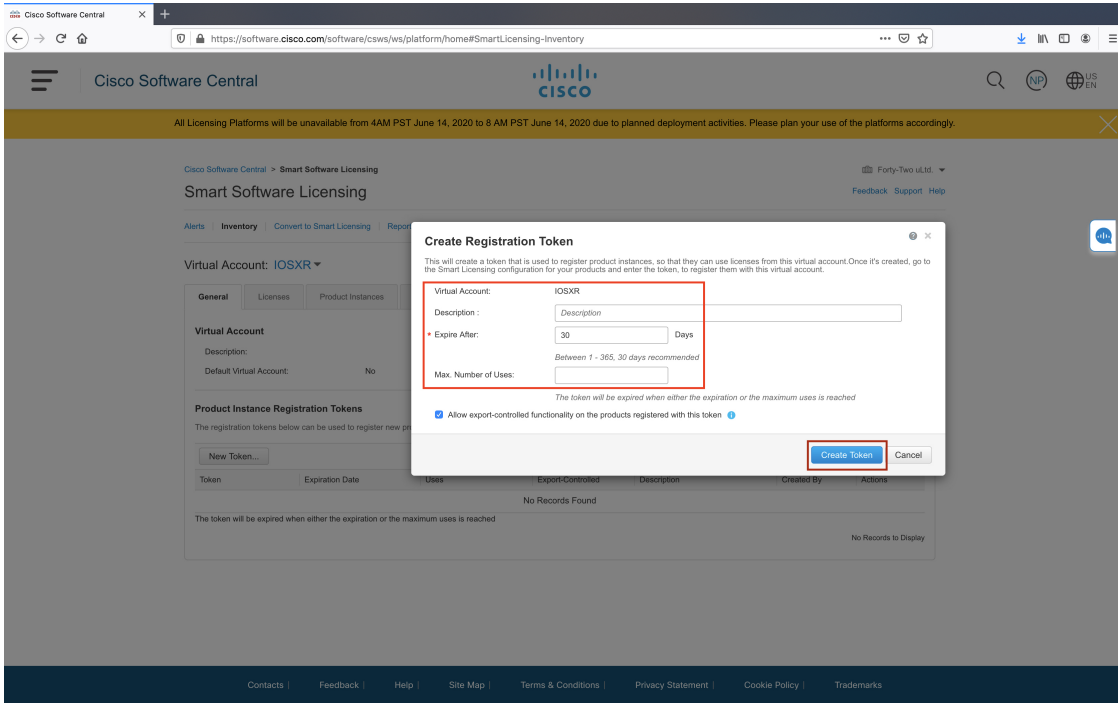 Cisco Software Central
https://software.cisco.com/software/csws/ws/platform/home#SmartLicensing-Inventory
Cisco Software Central
CISCO
NP
US
EN
All Licensing Platforms will be unavailable from 4AM PST June 14, 2020 to 8 AM PST June 14, 2020 due to planned deployment activities. Please plan your use of the platforms accordingly.
Cisco Software Central > Smart Software Licensing
Forty-Two uLtd.
Smart Software Licensing
Feedback Support Help
Alerts | Inventory | Convert to Smart Licensing | Report
Virtual Account: IOSXR
General Licenses Product Instances
Virtual Account
Description:
Default Virtual Account: No
Product Instance Registration Tokens
The registration tokens below can be used to register new
New Token...
Token Expiration Date Uses Export-Controlled Description Created By Actions
No Records Found
The token will be expired when either the expiration or the maximum uses is reached
No Records to Display
Create Registration Token
This will create a token that is used to register product instances, so that they can use licenses from this virtual account.Once it's created, go to
the Smart Licensing configuration for your products and enter the token, to register them with this virtual account.
Virtual Account: IOSXR
Description : Description
* Expire After: 30 Days
Between 1 - 365, 30 days recommended
Max. Number of Uses:
The token will be expired when either the expiration or the maximum uses is reached
Allow export-controlled functionality on the products registered with this token
Create Token Cancel
Contacts | Feedback | Help | Site Map | Terms & Conditions | Privacy Statement | Cookie Policy | Trademarks